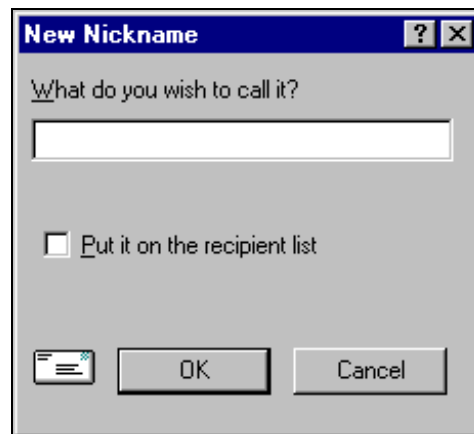 New Nickname
What do you wish to call it?
Put it on the recipient list
OK Cancel